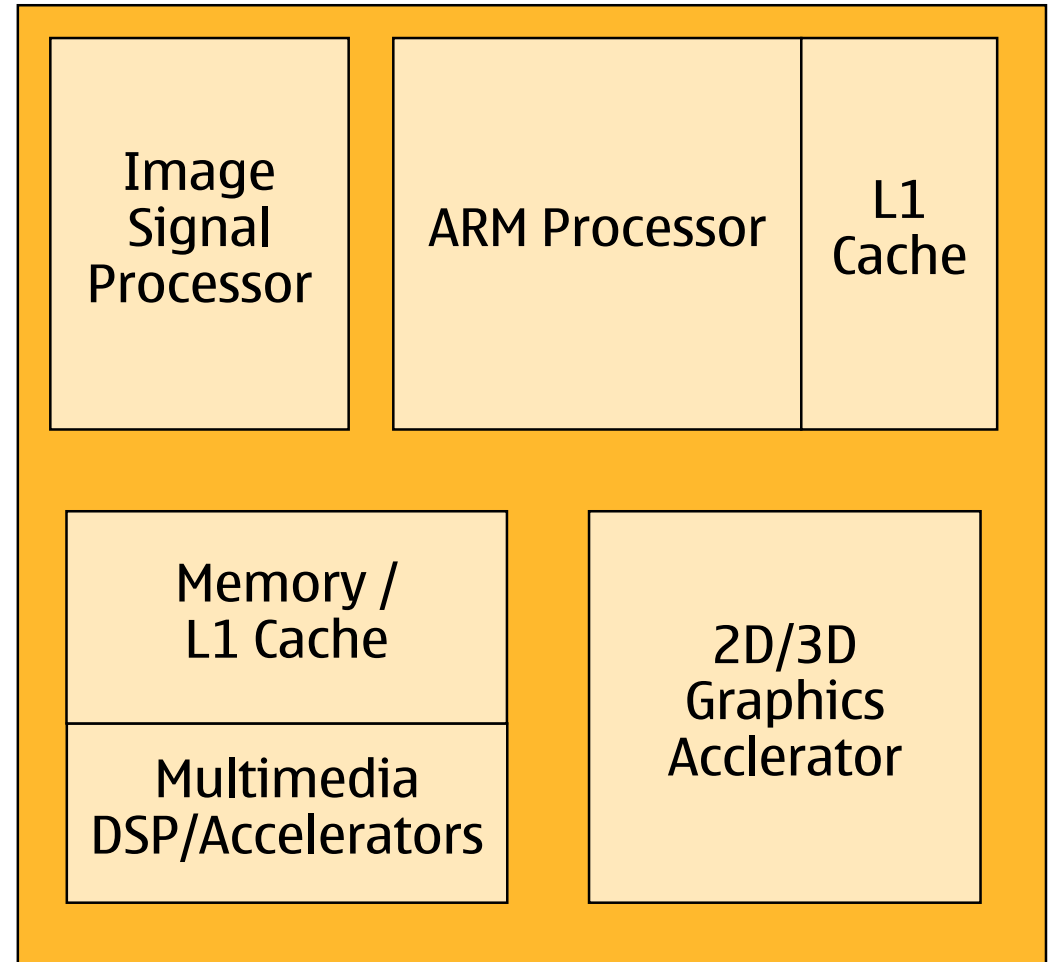 Image
Signal
Processor
ARM Processor
L1
Cache
Memory /
L1 Cache
Multimedia
DSP/Accelerators
2D/3D
Graphics
Acclerator